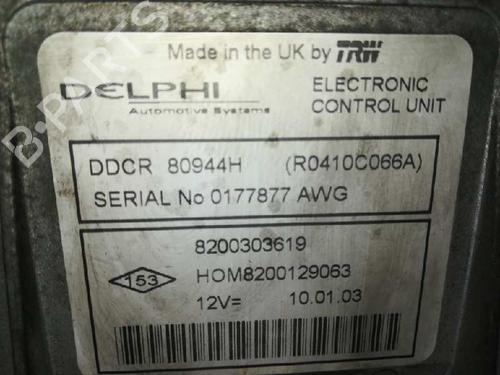 Made in the UK by TRW
DELPHI
Automotive Systems
ELECTRONIC
CONTROL UNIT
DDCR 80944H (R0410C066A)
SERIAL No 0177877 AWG
8200303619
153
HOM8200129063
12V= 10.01.03
B-PARTS